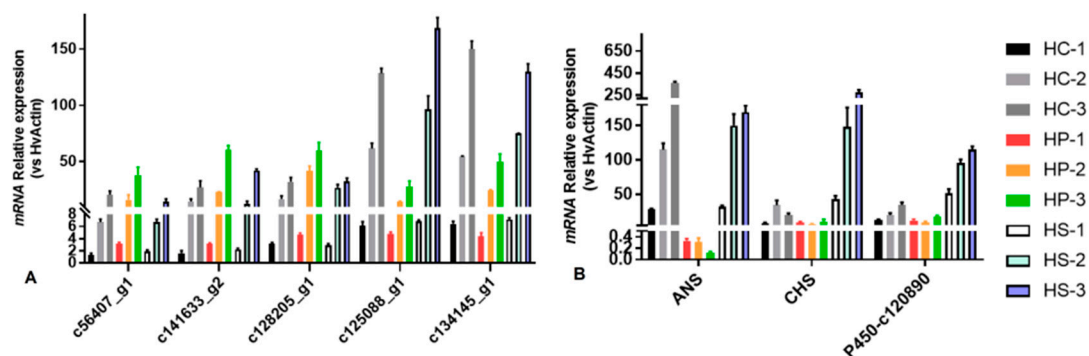 mRNA Relative expression
(vs HvActin)
150
100
50
8
6
4
2
0
A
c56407_g1
c141633_g2
c128205_g1
c125088_g1
c134145_g1
mRNA Relative expression
(vs HvActin)
650
450
250
150
100
50
0.4
0.2
0.0
B
ANS
CHS
P450-c120890
HC-1
HC-2
HC-3
HP-1
HP-2
HP-3
HS-1
HS-2
HS-3